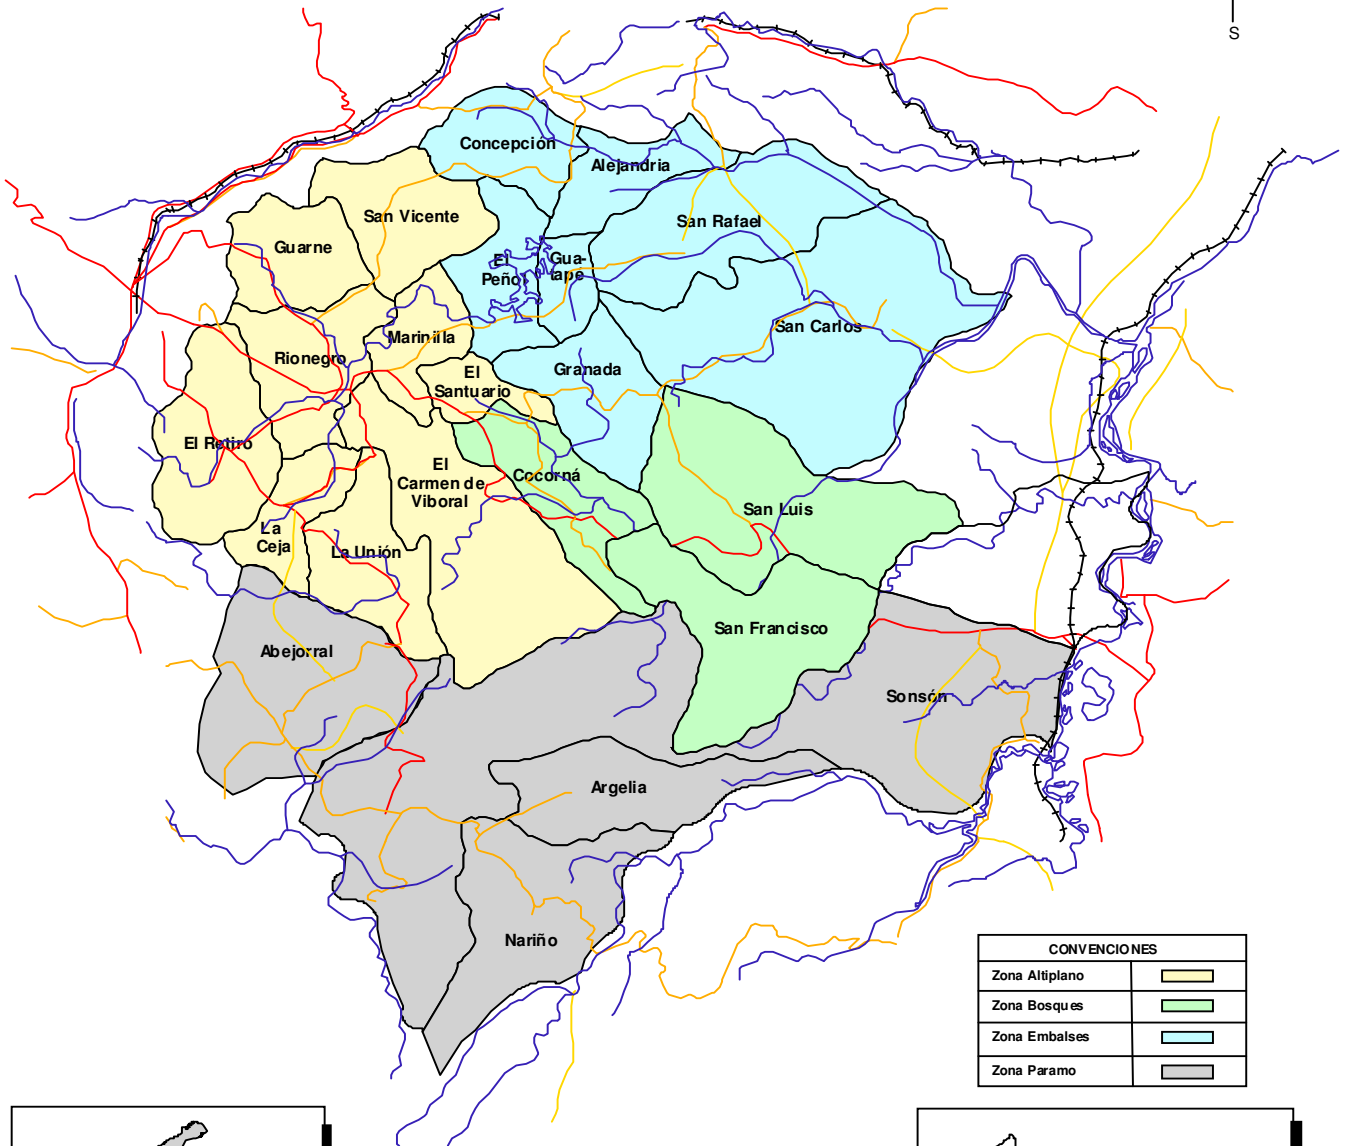 S
Concepción
Alejandria
San Vicente
San Rafael
Guarne
El
Peñol
Gua-
tape
San Carlos
Marinilla
Rionegro
Granada
El
Santuario
El Retiro
El
Carmen de
Viboral
Cocorná
San Luis
La
Ceja
La Unión
San Francisco
Abejorral
Sonsón
Argelia
Nariño
CONVENCIONES
Zona Altiplano
Zona Bosques
Zona Embalses
Zona Paramo